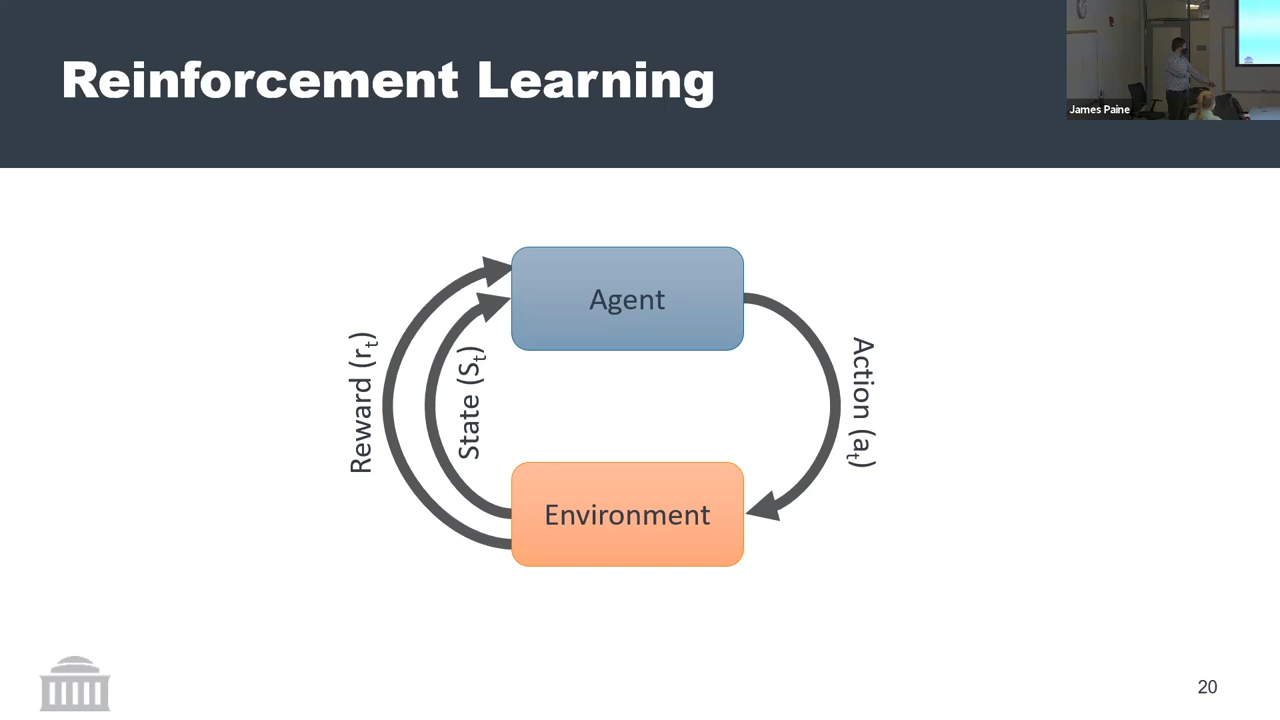 Reinforcement Learning
James Paine
Agent
Reward (rt)
State (St)
Action (at)
Environment
20